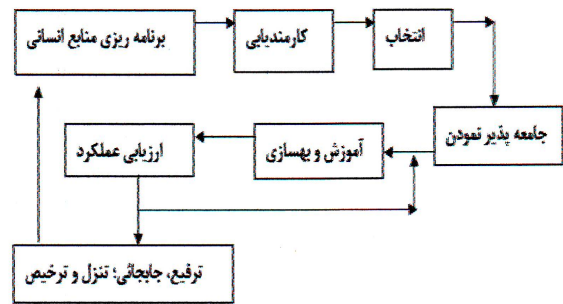 برنامه ریزی منابع انسانی
کارمندیابی
انتخاب
جامعه پذیر نمودن
آموزش و بهسازی
ارزیابی عملکرد
ترفیع، جابجائی؛ تنزل و ترخیص